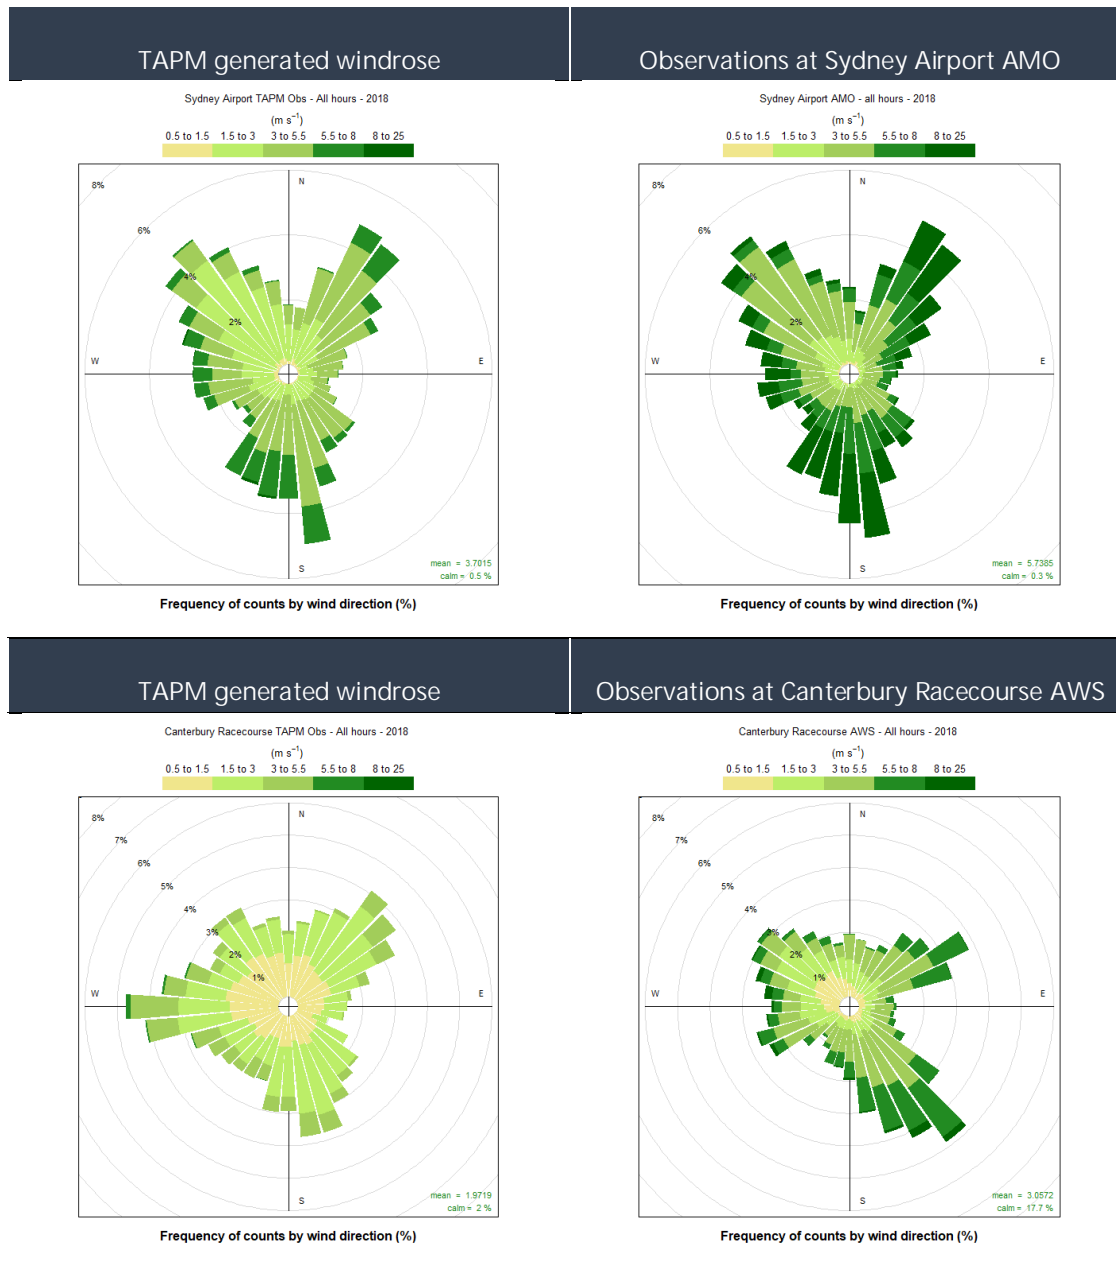 TAPM generated windrose
Observations at Sydney Airport AMO
Sydney Airport TAPM Obs - All hours - 2018
(m s⁻¹)
0.5 to 1.5 1.5 to 3 3 to 5.5 5.5 to 8 8 to 25
8%
6%
4%
2%
N
W
E
S
mean = 3.7015
calm = 0.5 %
Frequency of counts by wind direction (%)
Sydney Airport AMO - all hours - 2018
(m s⁻¹)
0.5 to 1.5 1.5 to 3 3 to 5.5 5.5 to 8 8 to 25
8%
6%
4%
2%
N
W
E
S
mean = 5.7385
calm = 0.3 %
Frequency of counts by wind direction (%)
TAPM generated windrose
Observations at Canterbury Racecourse AWS
Canterbury Racecourse TAPM Obs - All hours - 2018
(m s⁻¹)
0.5 to 1.5 1.5 to 3 3 to 5.5 5.5 to 8 8 to 25
8%
7%
6%
5%
4%
3%
2%
1%
N
W
E
S
mean = 1.9719
calm = 2 %
Frequency of counts by wind direction (%)
Canterbury Racecourse AWS - All hours - 2018
(m s⁻¹)
0.5 to 1.5 1.5 to 3 3 to 5.5 5.5 to 8 8 to 25
8%
7%
6%
5%
4%
3%
2%
1%
N
W
E
S
mean = 3.0572
calm = 17.7 %
Frequency of counts by wind direction (%)